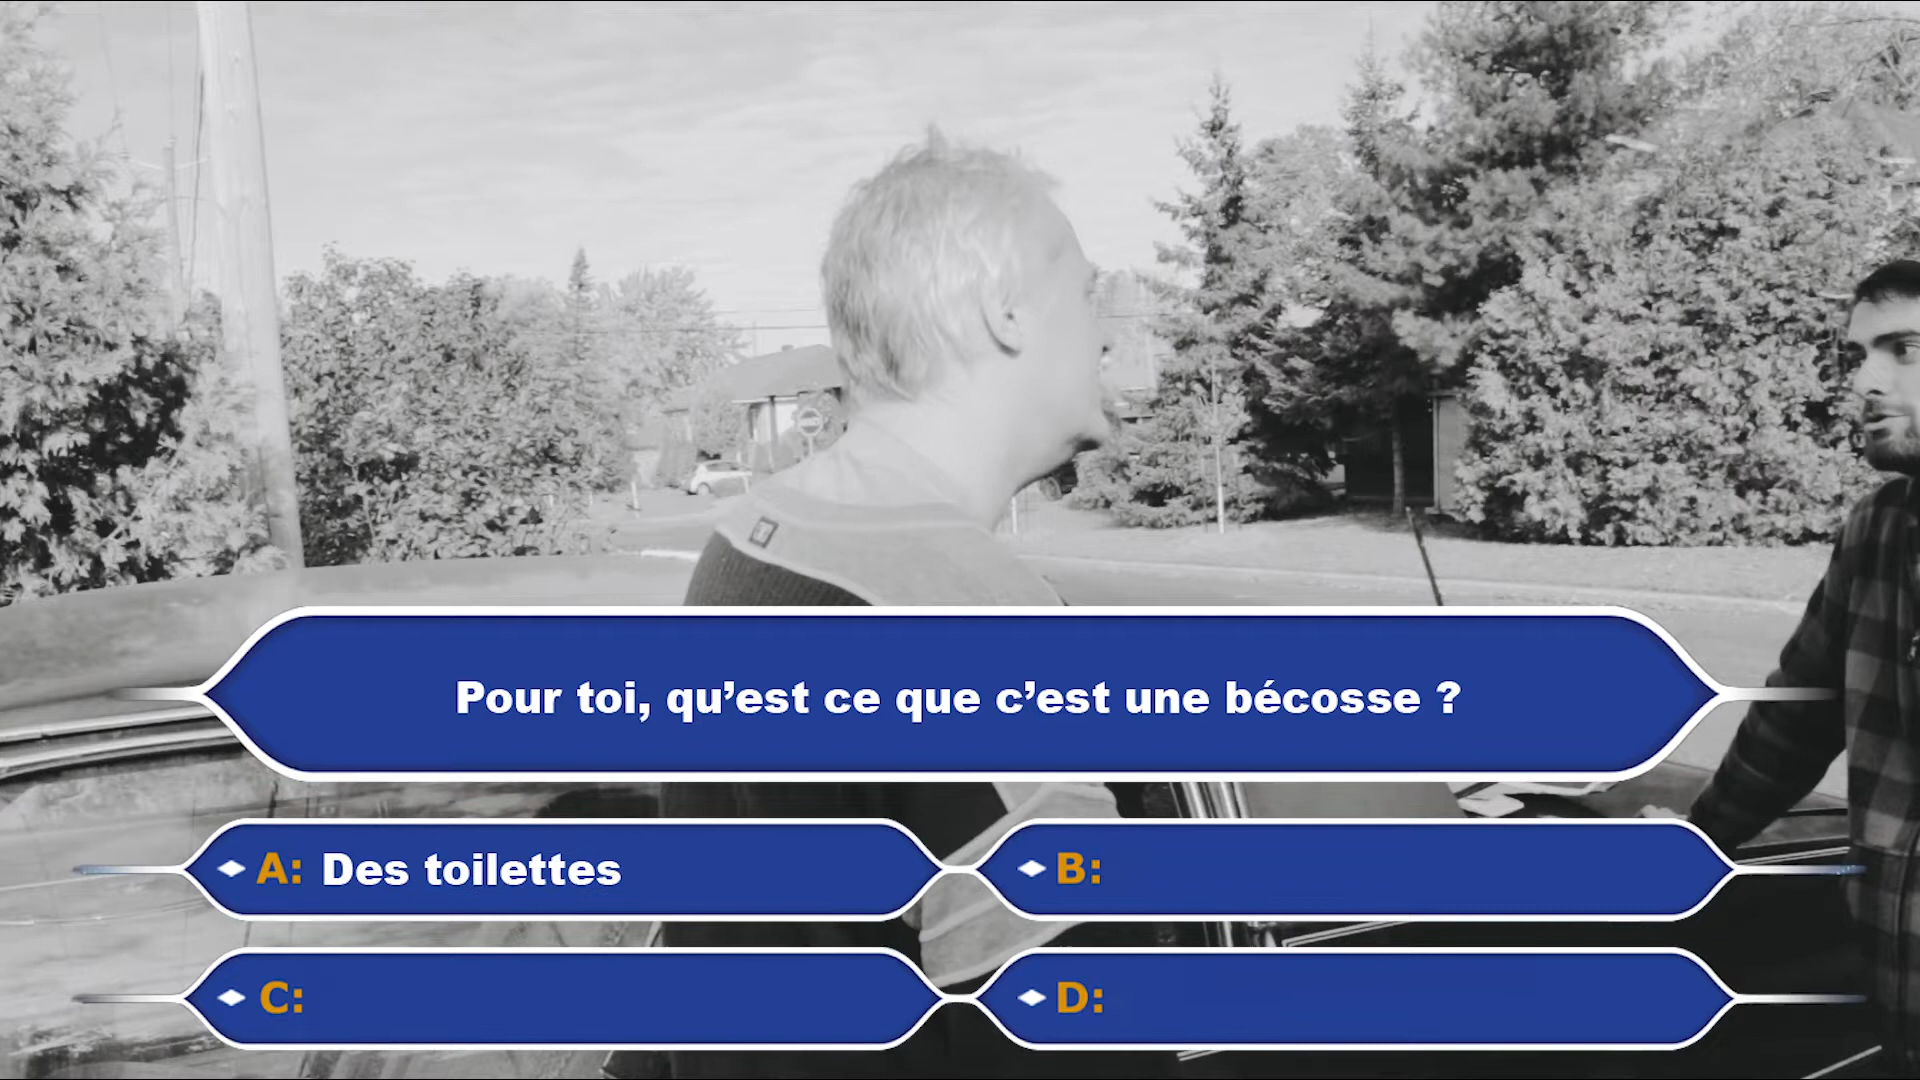 Pour toi, qu’est ce que c’est une bécosse ?
A: Des toilettes
B:
C:
D: